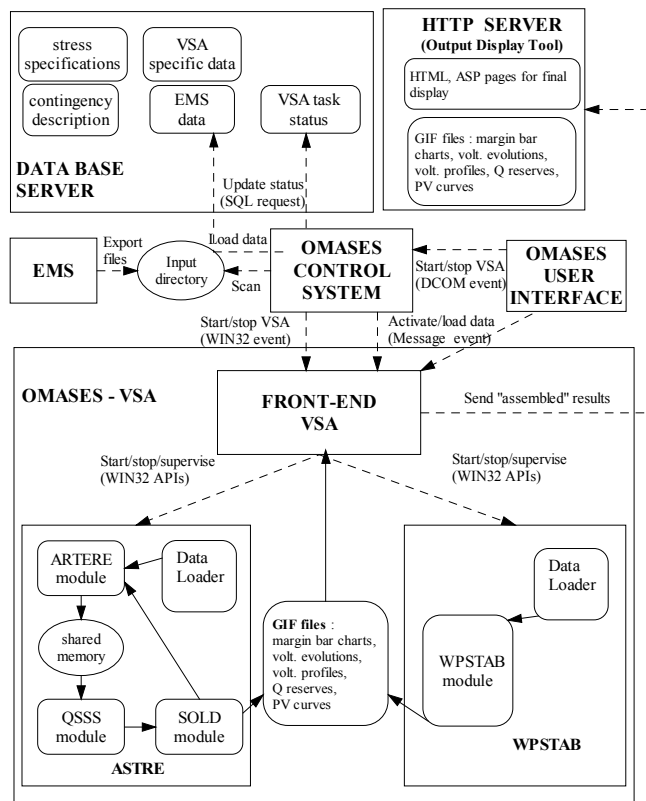 stress
specifications
VSA
specific data
contingency
description
EMS
data
VSA task
status
DATA BASE
SERVER
Update status
(SQL request)
HTTP SERVER
(Output Display Tool)
HTML, ASP pages for final
display
GIF files : margin bar
charts, volt. evolutions,
volt. profiles, Q reserves,
PV curves
EMS
Export
files
Input
directory
Load data
Scan
OMASES
CONTROL
SYSTEM
Start/stop VSA
(DCOM event)
OMASES
USER
INTERFACE
Start/stop VSA
(WIN32 event)
Activate/load data
(Message event)
OMASES - VSA
FRONT-END
VSA
Send "assembled" results
Start/stop/supervise
(WIN32 APIs)
Start/stop/supervise
(WIN32 APIs)
ARTERE
module
Data
Loader
shared
memory
QSSS
module
SOLD
module
ASTRE
GIF files :
margin bar charts,
volt. evolutions,
volt. profiles,
Q reserves,
PV curves
Data
Loader
WPSTAB
module
WPSTAB